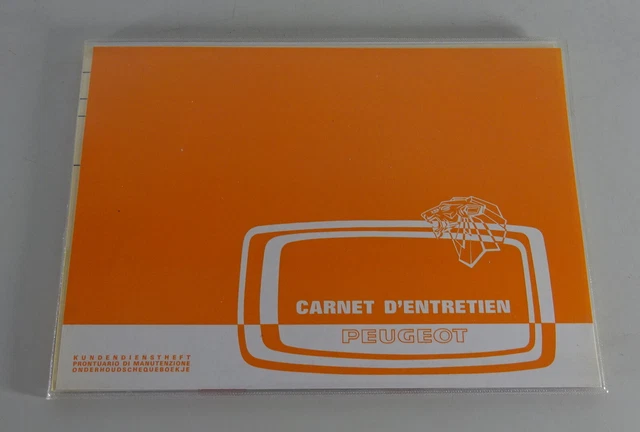 CARNET D'ENTRETIEN
PEUGEOT
KUNDENDIENSTHEFT
PRONTUARIO DI MANUTENZIONE
ONDERHOUDSCHEQUEBOEKJE